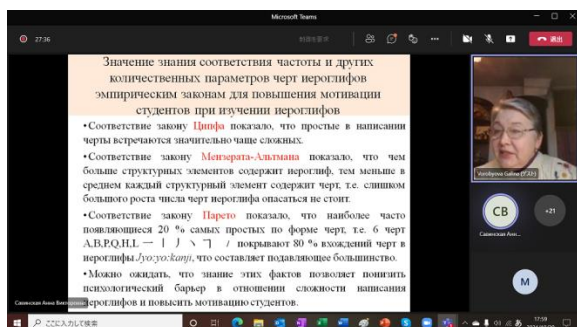 Microsoft Teams
27:36
退出
Значение знания соответствия частоты и других
количественных параметров черт иероглифов
эмпирическим законам для повышения мотивации
студентов при изучении иероглифов
•Соответствие закону Ципфа показало, что простые в написании
черты встречаются значительно чаще сложных.
•Соответствие закону Мензерата-Альтмана показало, что чем
больше структурных элементов содержит иероглиф, тем меньше в
среднем каждый структурный элемент содержит черт, т.е. слишком
большого роста числа черт иероглифа опасаться не стоит.
•Соответствие закону Парето показало, что наиболее часто
появляющиеся 20 % самых простых по форме черт, т.е. 6 черт
A,B,P,Q,H,L 一 丨 丿 ヽ ㇕ / покрывают 80 % вхождений черт в
иероглифы Jyo:yo:kanji, что составляет подавляющее большинство.
•Можно ожидать, что знание этих фактов позволяет понизить
психологический барьер в отношении сложности написания
иероглифов и повысить мотивацию студентов.
Савинская Анна Викторовна
Vorobyova Galina
СВ
+21
Савинская Анн...
М
ここに入力して検索
17:59